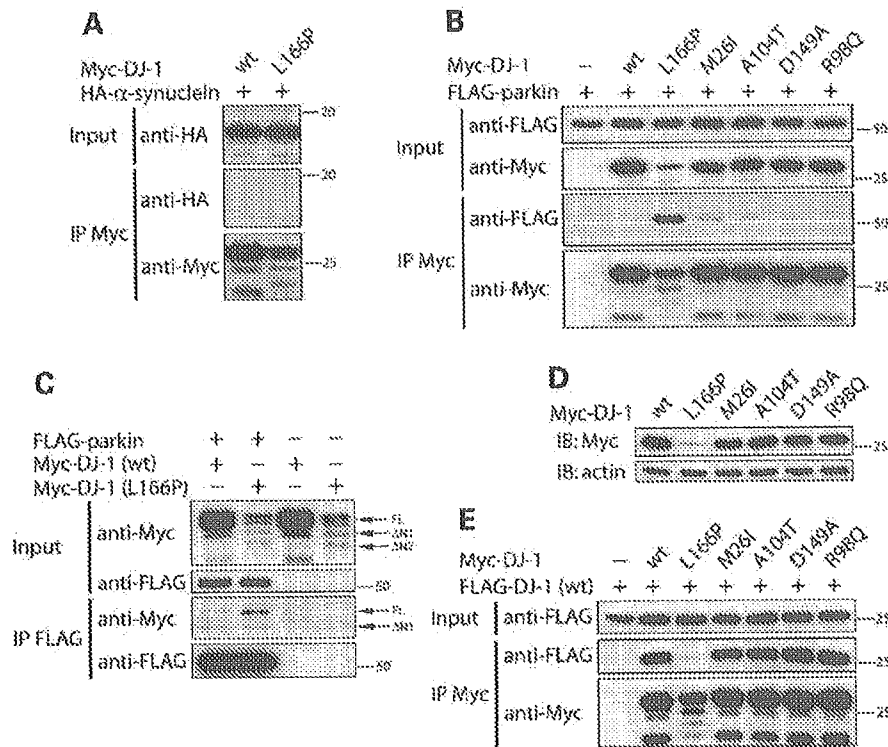 A
Myc-DJ-1 wt L166P
HA-α-synuclein + +
Input anti-HA 20
IP Myc anti-HA 20
anti-Myc 25
B
Myc-DJ-1 – wt L166P M26I A104T D149A R98Q
FLAG-parkin + + + + + + +
Input anti-FLAG 50
anti-Myc 25
IP Myc anti-FLAG 50
anti-Myc 25
C
FLAG-parkin + + – –
Myc-DJ-1 (wt) + – + –
Myc-DJ-1 (L166P) – + – +
Input anti-Myc FL ΔN1 ΔN2
anti-FLAG 50
IP FLAG anti-Myc FL ΔN1
anti-FLAG 50
D
Myc-DJ-1 wt L166P M26I A104T D149A R98Q
IB: Myc 25
IB: actin
E
Myc-DJ-1 – wt L166P M26I A104T D149A R98Q
FLAG-DJ-1 (wt) + + + + + + +
Input anti-FLAG 25
IP Myc anti-FLAG 25
anti-Myc 25